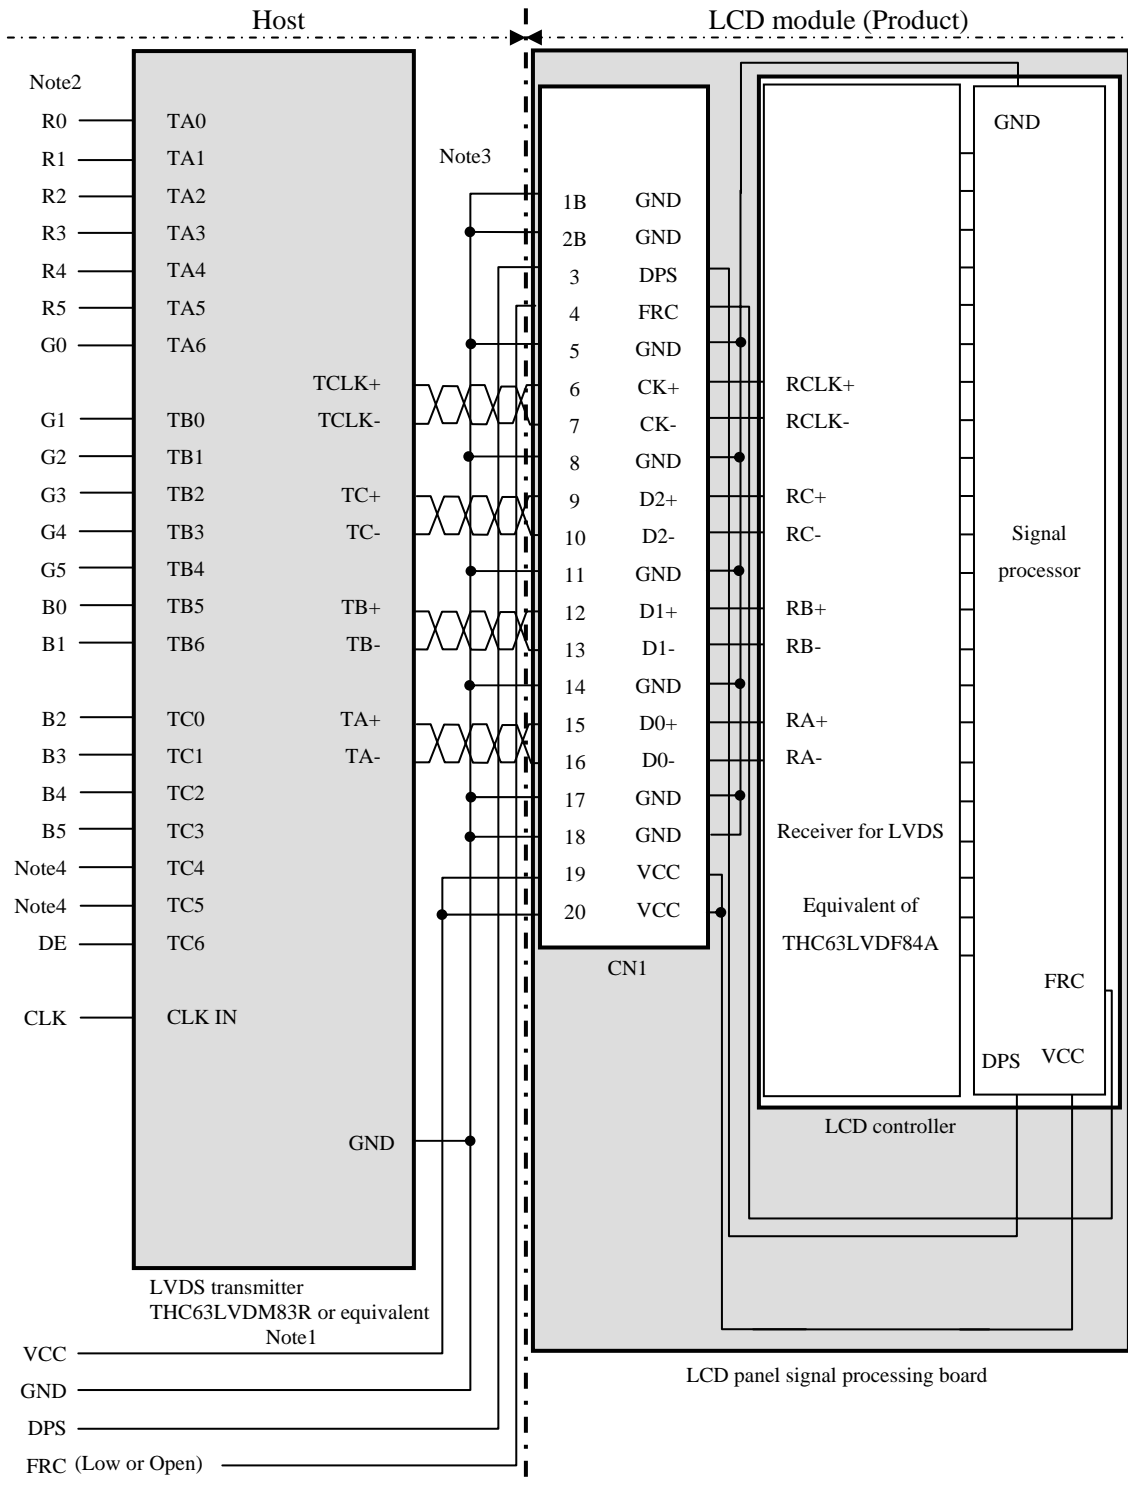 Host
LCD module (Product)
Note2
R0 TA0
R1 TA1
R2 TA2
R3 TA3
R4 TA4
R5 TA5
G0 TA6
TCLK+
G1 TB0 TCLK-
G2 TB1
G3 TB2 TC+
G4 TB3 TC-
G5 TB4
B0 TB5 TB+
B1 TB6 TB-
B2 TC0 TA+
B3 TC1 TA-
B4 TC2
B5 TC3
Note4 TC4
Note4 TC5
DE TC6
CLK CLK IN
GND
LVDS transmitter
THC63LVDM83R or equivalent
Note1
VCC
GND
DPS
FRC (Low or Open)
Note3
1B GND
2B GND
3 DPS
4 FRC
5 GND
6 CK+
7 CK-
8 GND
9 D2+
10 D2-
11 GND
12 D1+
13 D1-
14 GND
15 D0+
16 D0-
17 GND
18 GND
19 VCC
20 VCC
CN1
RCLK+
RCLK-
RC+
RC-
RB+
RB-
RA+
RA-
Receiver for LVDS
Equivalent of
THC63LVDF84A
GND
Signal
processor
FRC
DPS VCC
LCD controller
LCD panel signal processing board